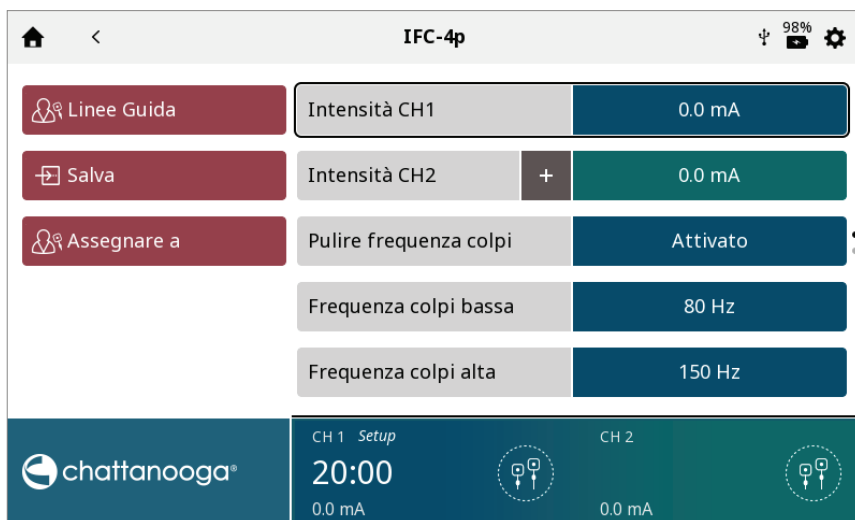 IFC-4p
98%
Linee Guida
Salva
Assegnare a
Intensità CH1 0.0 mA
Intensità CH2 + 0.0 mA
Pulire frequenza colpi Attivato
Frequenza colpi bassa 80 Hz
Frequenza colpi alta 150 Hz
chattanooga®
CH 1 Setup
20:00
0.0 mA
CH 2
0.0 mA